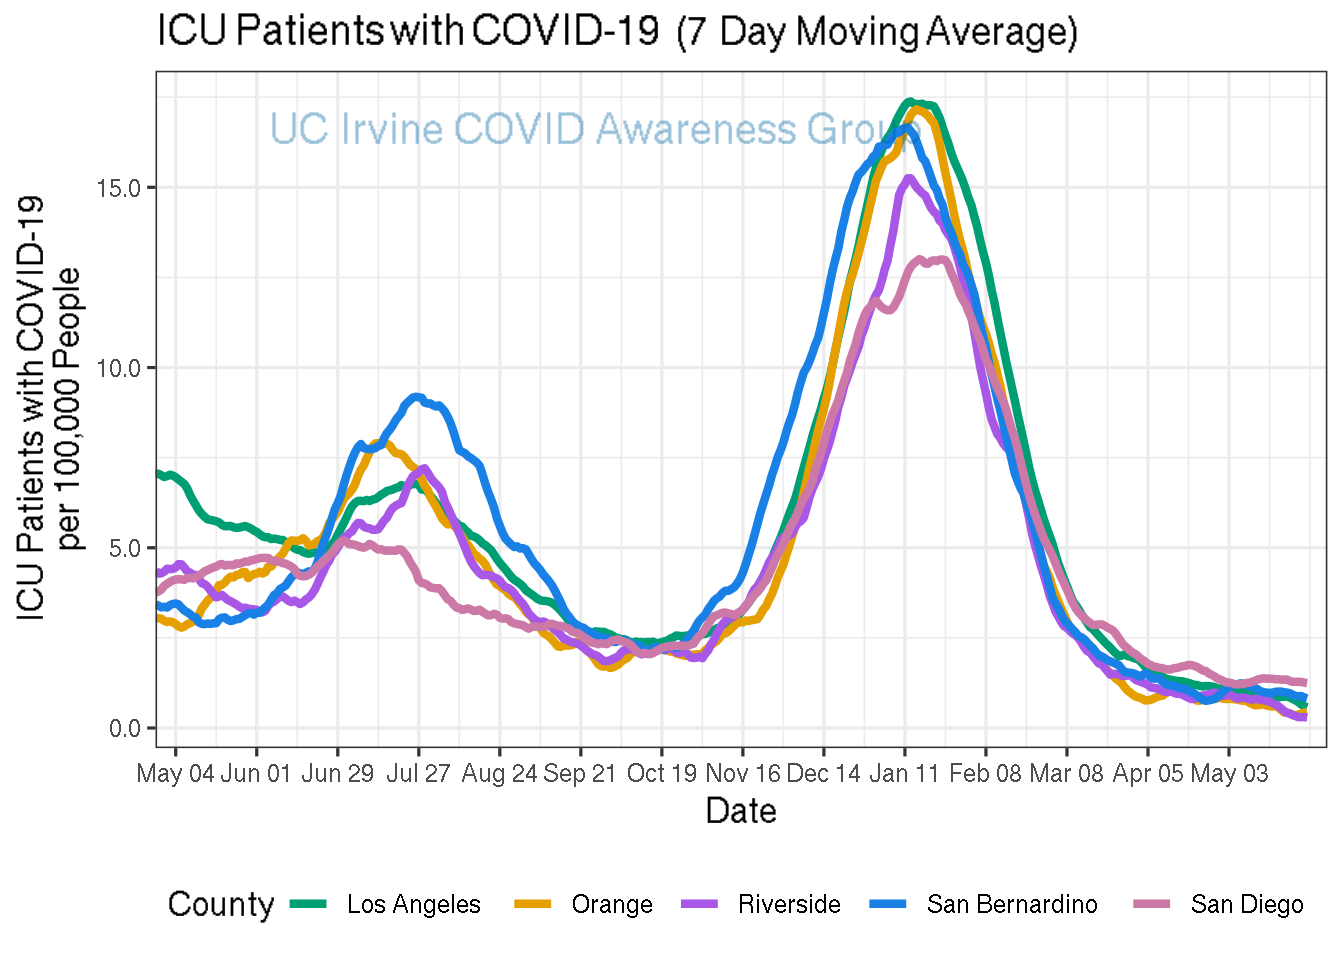 ICU Patients with COVID-19 (7 Day Moving Average)
UC Irvine COVID Awareness Group
ICU Patients with COVID-19
per 100,000 People
15.0
10.0
5.0
0.0
May 04 Jun 01 Jun 29 Jul 27 Aug 24 Sep 21 Oct 19 Nov 16 Dec 14 Jan 11 Feb 08 Mar 08 Apr 05 May 03
Date
County Los Angeles Orange Riverside San Bernardino San Diego